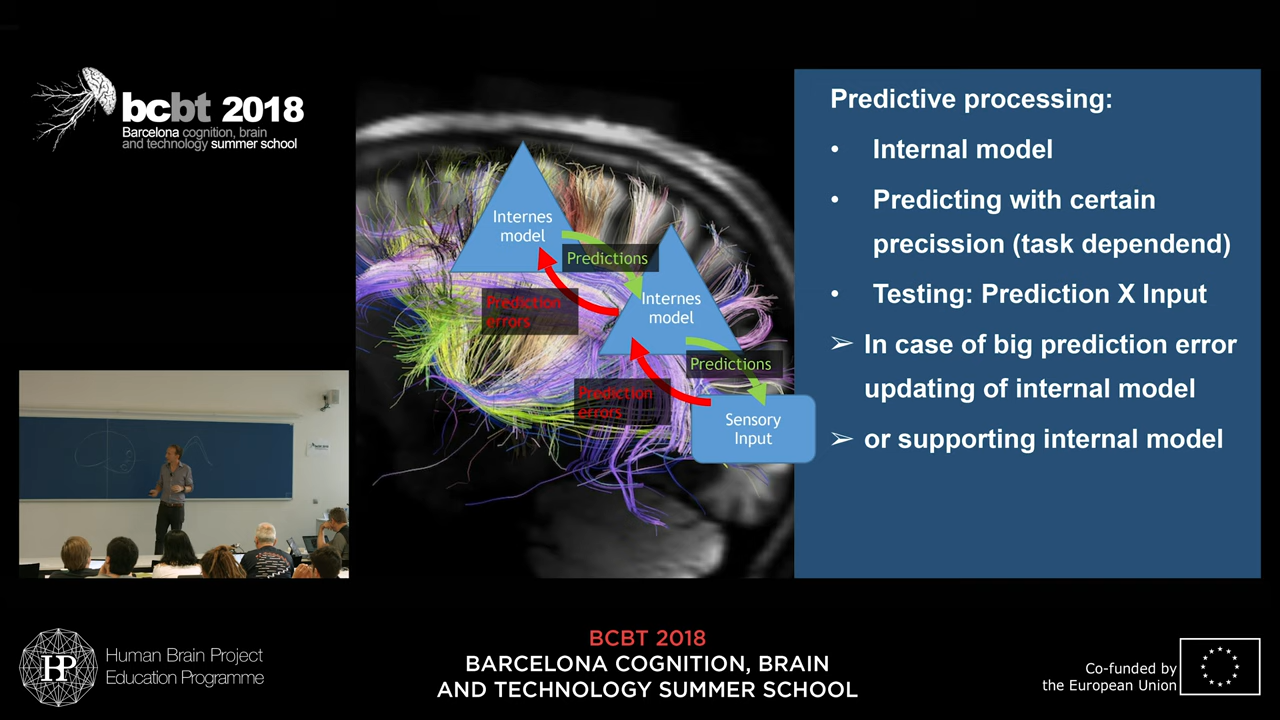 bcbt 2018
Barcelona cognition, brain
and technology summer school
Internes
model
Predictions
Prediction
errors
Internes
model
Predictions
Prediction
errors
Sensory
Input
Predictive processing:
• Internal model
• Predicting with certain
precission (task dependend)
• Testing: Prediction X Input
➢ In case of big prediction error
updating of internal model
➢ or supporting internal model
HP
Human Brain Project
Education Programme
BCBT 2018
BARCELONA COGNITION, BRAIN
AND TECHNOLOGY SUMMER SCHOOL
Co-funded by
the European Union